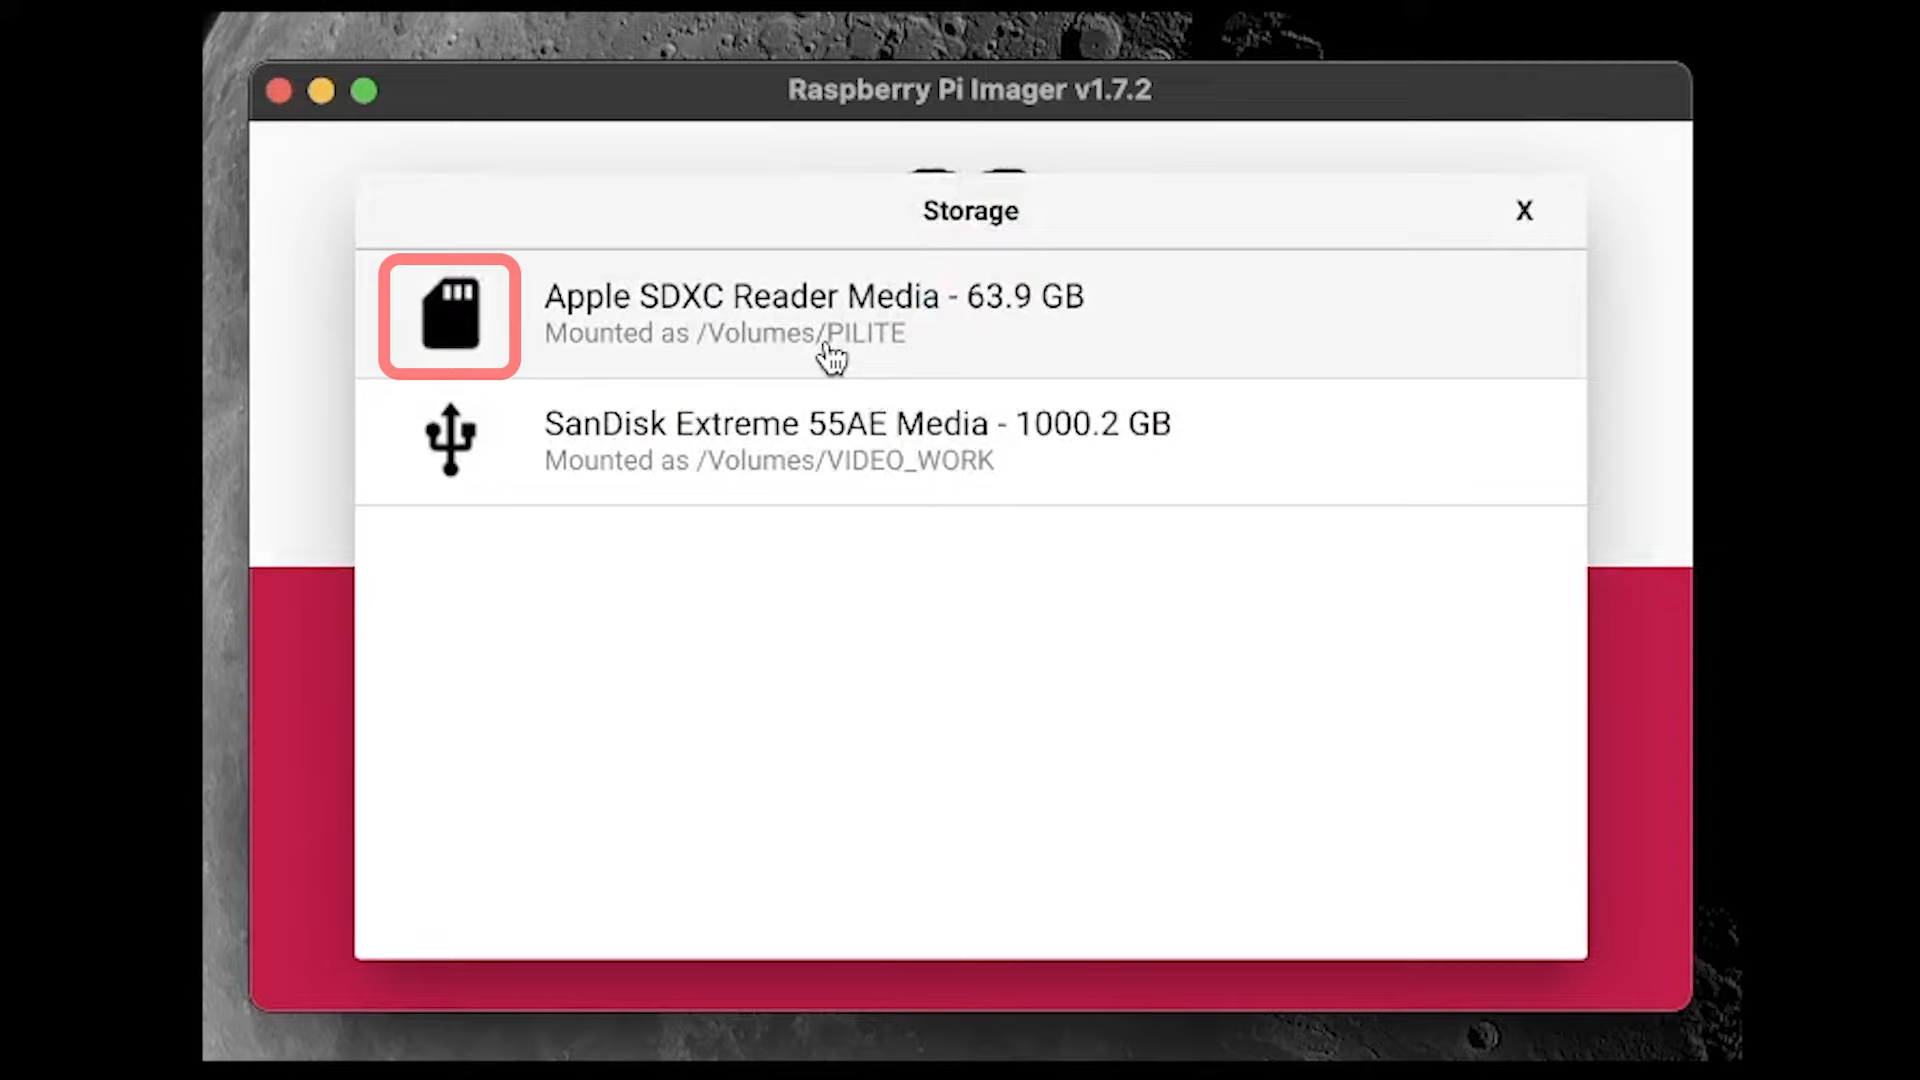 Raspberry Pi Imager v1.7.2
Storage
X
Apple SDXC Reader Media - 63.9 GB
Mounted as /Volumes/PILITE
SanDisk Extreme 55AE Media - 1000.2 GB
Mounted as /Volumes/VIDEO_WORK